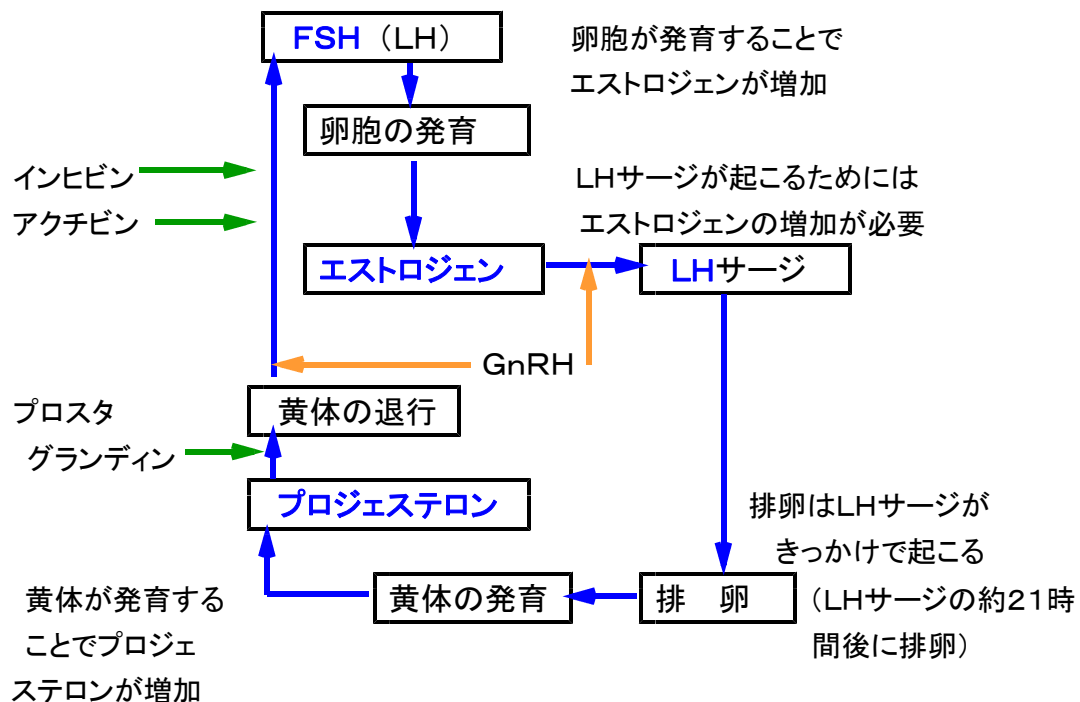 FSH（LH）
卵胞が発育することで
エストロジェンが増加
卵胞の発育
インヒビン
アクチビン
LHサージが起こるためには
エストロジェンの増加が必要
エストロジェン
LHサージ
GnRH
黄体の退行
プロスタ
グランディン
プロジェステロン
排卵はLHサージが
きっかけで起こる
（LHサージの約21時
間後に排卵）
排　卵
黄体の発育
黄体が発育する
ことでプロジェ
ステロンが増加